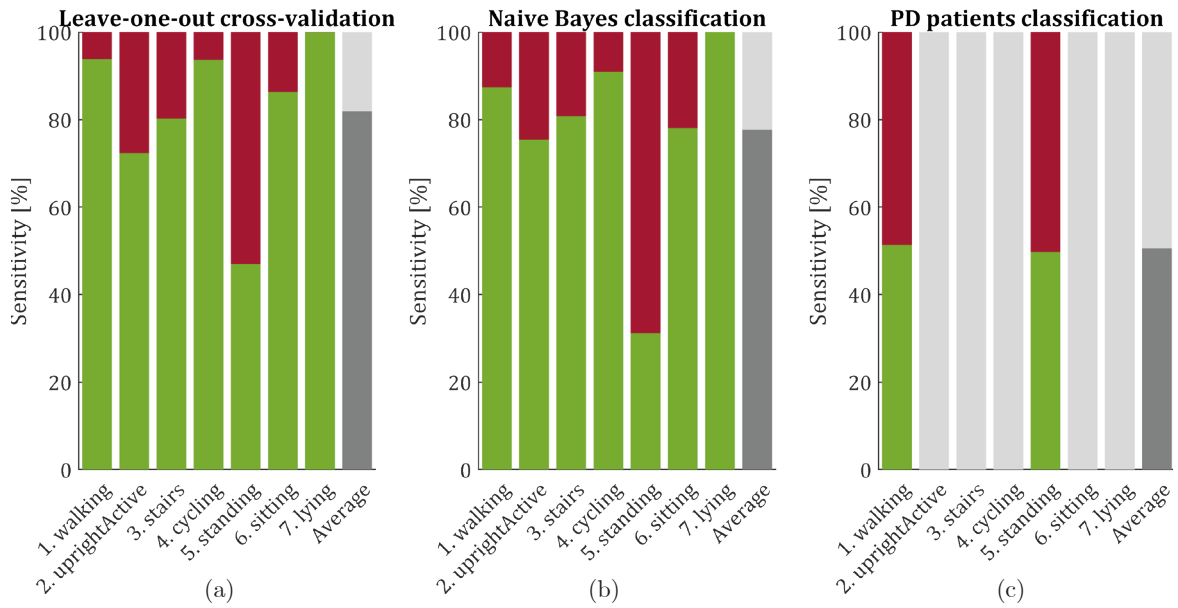 Leave-one-out cross-validation
Sensitivity [%]
100
80
60
40
20
0
1. walking
2. uprightActive
3. stairs
4. cycling
5. standing
6. sitting
7. lying
Average
(a)
Naive Bayes classification
Sensitivity [%]
100
80
60
40
20
0
1. walking
2. uprightActive
3. stairs
4. cycling
5. standing
6. sitting
7. lying
Average
(b)
PD patients classification
Sensitivity [%]
100
80
60
40
20
0
1. walking
2. uprightActive
3. stairs
4. cycling
5. standing
6. sitting
7. lying
Average
(c)